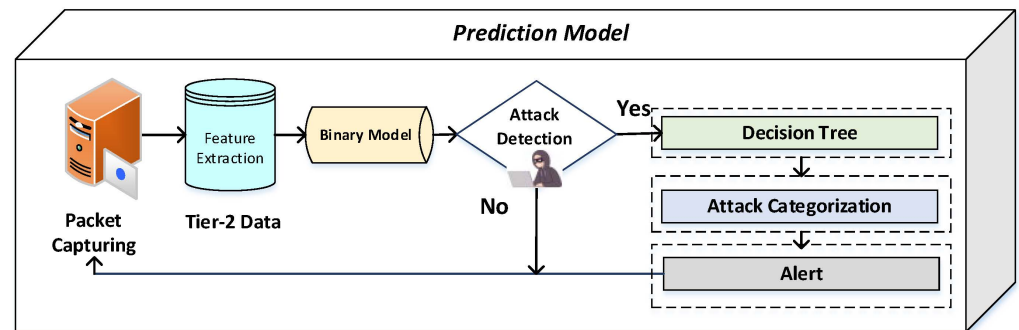 Prediction Model
Packet
Capturing
Feature
Extraction
Tier-2 Data
Binary Model
Attack
Detection
Yes
No
Decision Tree
Attack Categorization
Alert